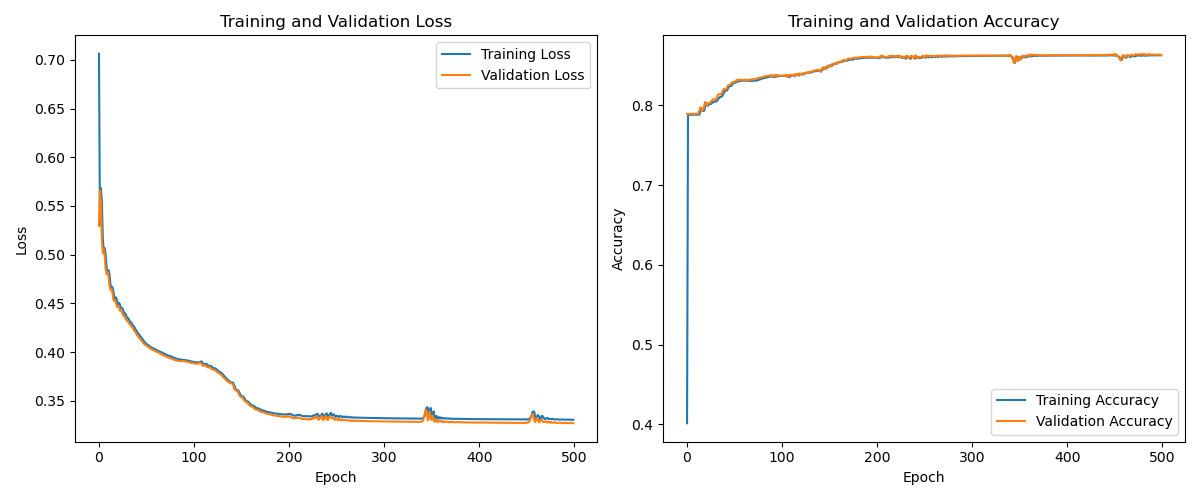 Training and Validation Loss
0.70
0.65
0.60
0.55
0.50
0.45
0.40
0.35
Loss
0
100
200
300
400
500
Epoch
Training Loss
Validation Loss
Training and Validation Accuracy
0.8
0.7
0.6
0.5
0.4
Accuracy
0
100
200
300
400
500
Epoch
Training Accuracy
Validation Accuracy